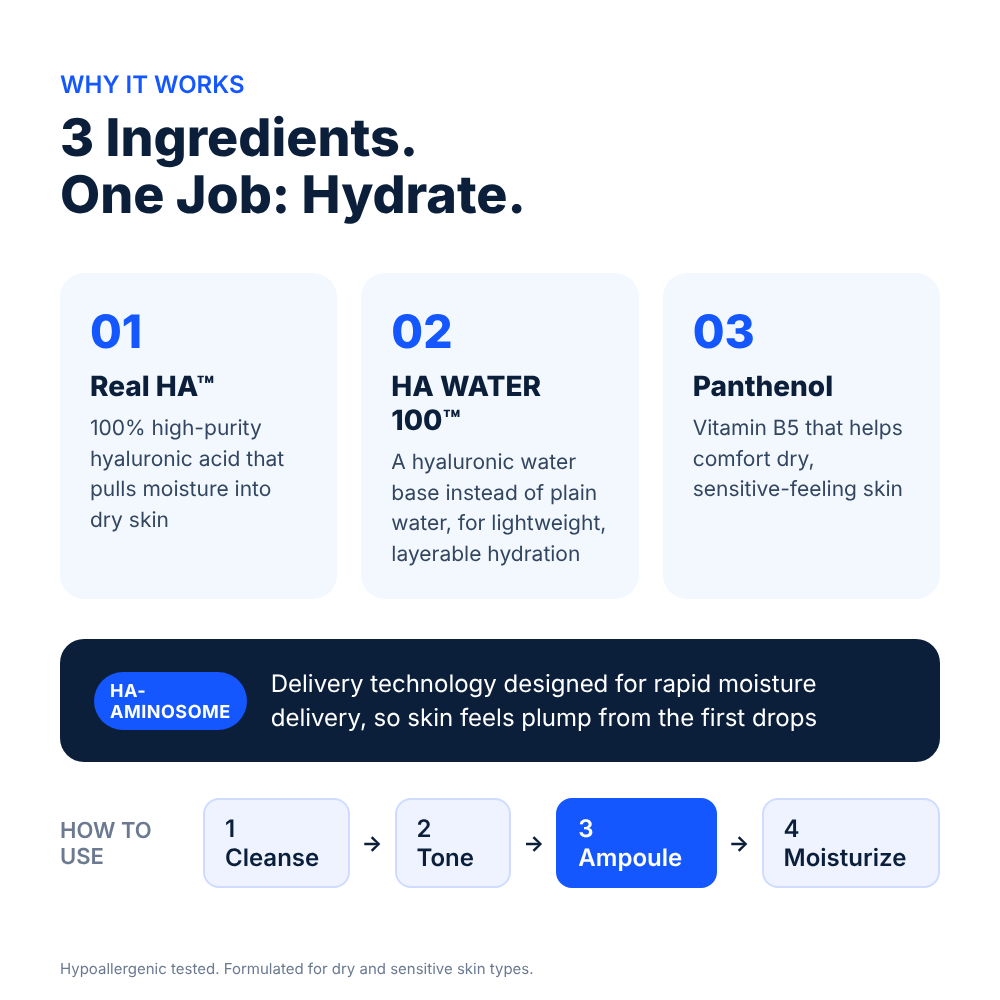 WHY IT WORKS
3 Ingredients.
One Job: Hydrate.
01
Real HA™
100% high-purity
hyaluronic acid that
pulls moisture into
dry skin
02
HA WATER
100™
A hyaluronic water
base instead of plain
water, for lightweight,
layerable hydration
03
Panthenol
Vitamin B5 that helps
comfort dry,
sensitive-feeling skin
HA-
AMINOSOME
Delivery technology designed for rapid moisture
delivery, so skin feels plump from the first drops
HOW TO
USE
1
Cleanse
→
2
Tone
→
3
Ampoule
→
4
Moisturize
Hypoallergenic tested. Formulated for dry and sensitive skin types.